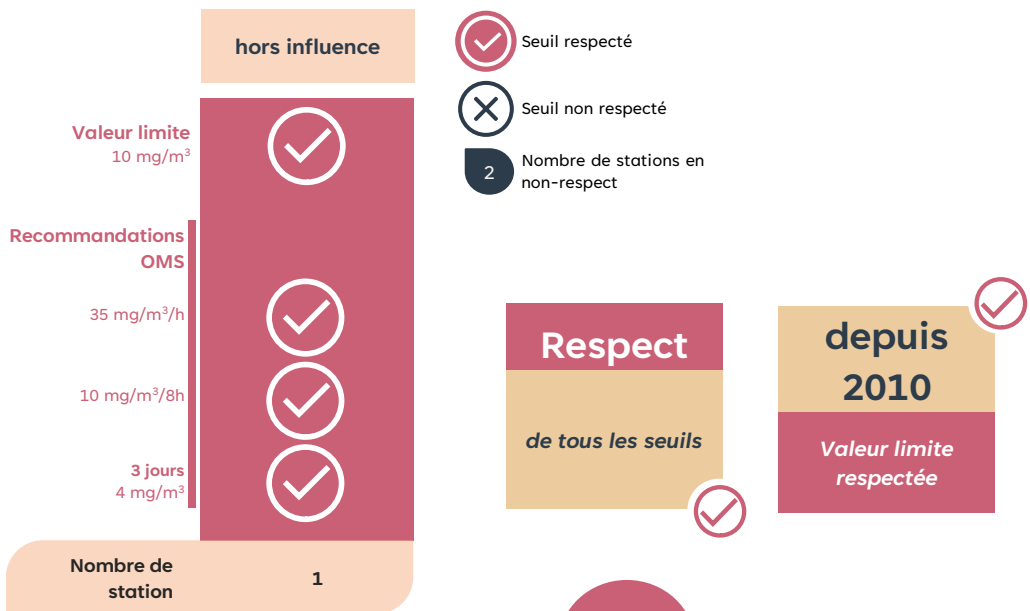 hors influence
Valeur limite
10 mg/m³
Recommandations
OMS
35 mg/m³/h
10 mg/m³/8h
3 jours
4 mg/m³
Nombre de
station
1
Seuil respecté
Seuil non respecté
2
Nombre de stations en
non-respect
Respect
de tous les seuils
depuis
2010
Valeur limite
respectée